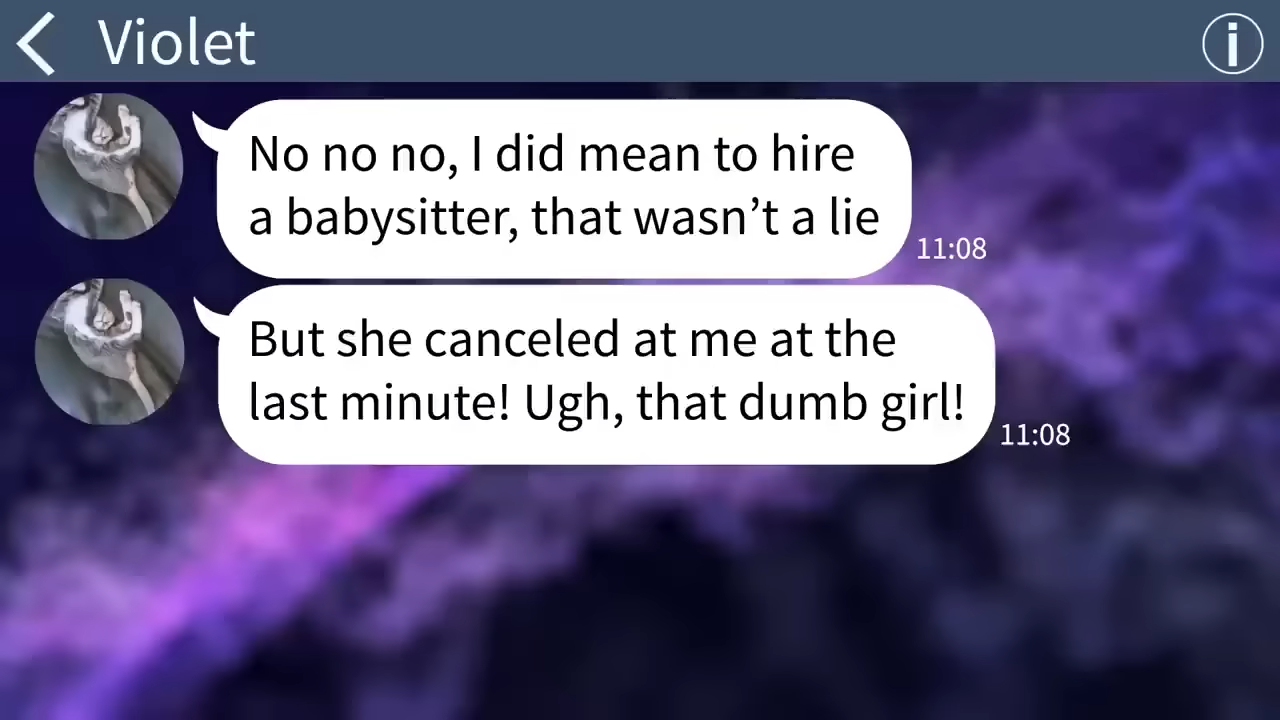 Violet
No no no, I did mean to hire
a babysitter, that wasn’t a lie
11:08
But she canceled at me at the
last minute! Ugh, that dumb girl!
11:08